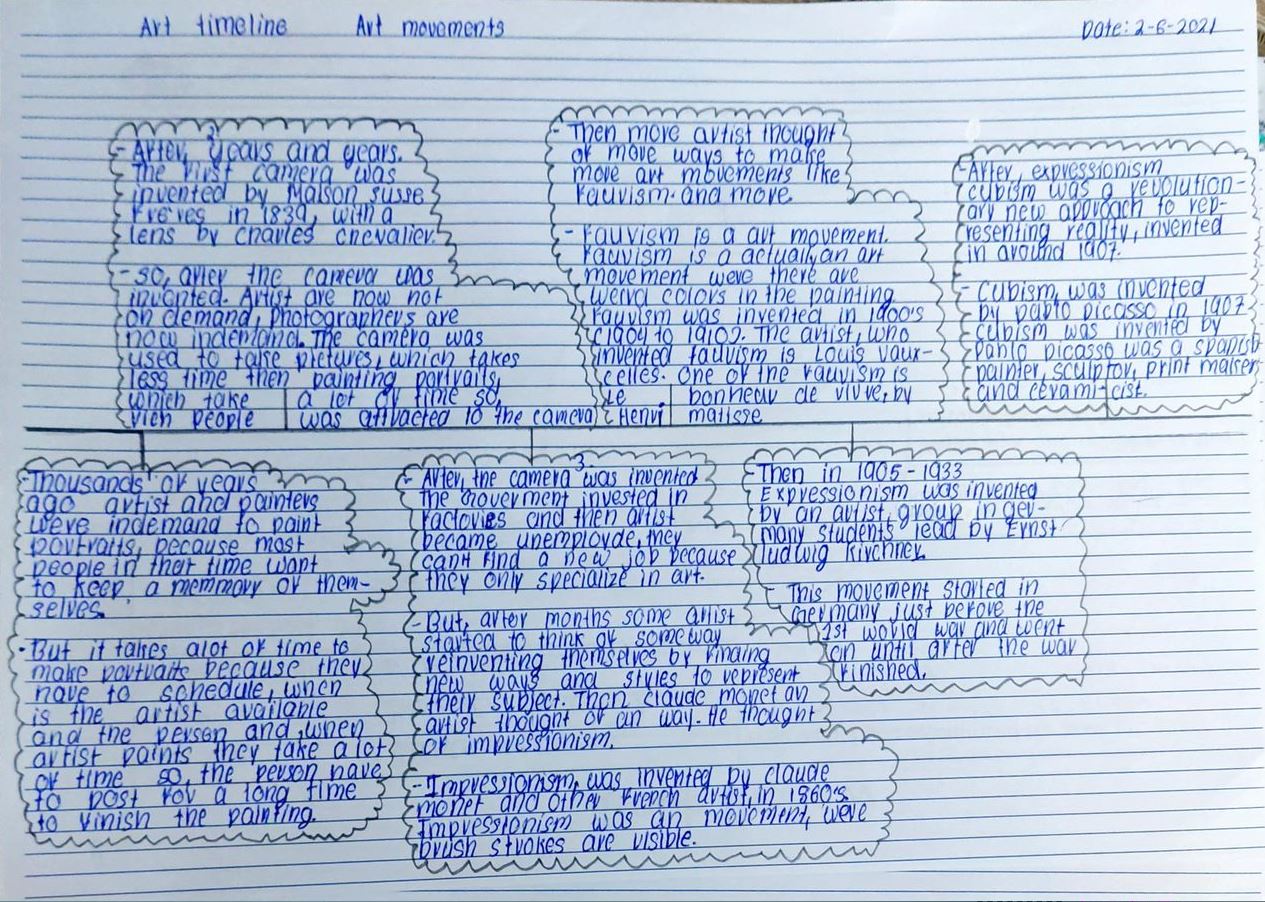 Art timeline Art movements
Date: 2-6-2021
Thousands of years
ago artist and painters
were indemand to paint
portraits, because most
people in that time want
to keep a memmory of them-
selves.
But it takes alot of time to
make portraits because they
have to schedule, when
is the artist available
and the person and, when
artist paints they take a lot
of time so, the person have
to post for a long time
to finish the painting.
2
- After, years and years.
The first camera was
invented by Maison susse
Freres in 1839, with a
lens by charles chevalier.
- so, after the camera was
invented. Artist are now not
on demand, photographers are
now indemand. The camera was
used to take pictures, which takes
less time then painting portraits,
which take a lot of time so,
rich people was attracted to the camera
3
- After, the camera was invented
the goverment invested in
factories and then artist
became unemployde, they
can't find a new job because
they only specialize in art.
- But, after months some artist
started to think of someway
reinventing themselves by finding
new ways and styles to represent
their subject. Then claude monet an
artist thought of an way. He thought
of impressionism.
- Impressionism, was invented by claude
monet and other french artist, in 1860's
Impressionism was an movement, were
brush strokes are visible.
- Then more artist thought
of more ways to make
more art movements like
Fauvism. and more.
- Fauvism is a art movement.
Fauvism is a actually, an art
movement were there are
weird colors in the painting
Fauvism was invented in 1900's
(1904 to 1910). The artist, who
invented fauvism is Louis vaux-
celles. One of the fauvism is
Le bonheur de vivre, by
Henri matisse
- Then in 1905 - 1933
Expressionism was invented
by an artist, group in ger-
many students lead by Ernst
ludwig kirchner.
- This movement started in
Germany just before the
1st world war and went
on until after the war
finished.
- After, expressionism
cubism was a revolution-
ary new approach to rep-
resenting reality, invented
in around 1907.
- Cubism, was invented
by pablo picasso in 1907
cubism was invented by
pablo picasso was a spanish
painter, sculptor, print maker
and ceramicist.